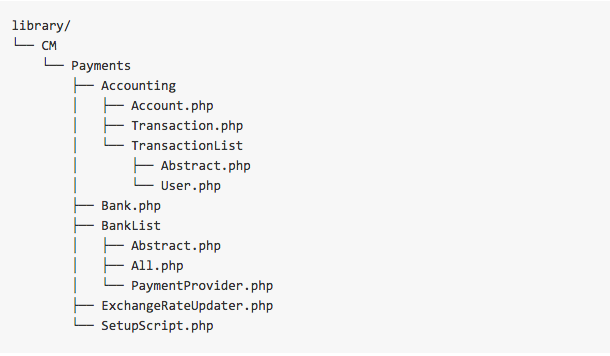 library/
└── CM
    └── Payments
        ├── Accounting
        │   ├── Account.php
        │   ├── Transaction.php
        │   └── TransactionList
        │       ├── Abstract.php
        │       └── User.php
        ├── Bank.php
        ├── BankList
        │   ├── Abstract.php
        │   ├── All.php
        │   └── PaymentProvider.php
        ├── ExchangeRateUpdater.php
        └── SetupScript.php